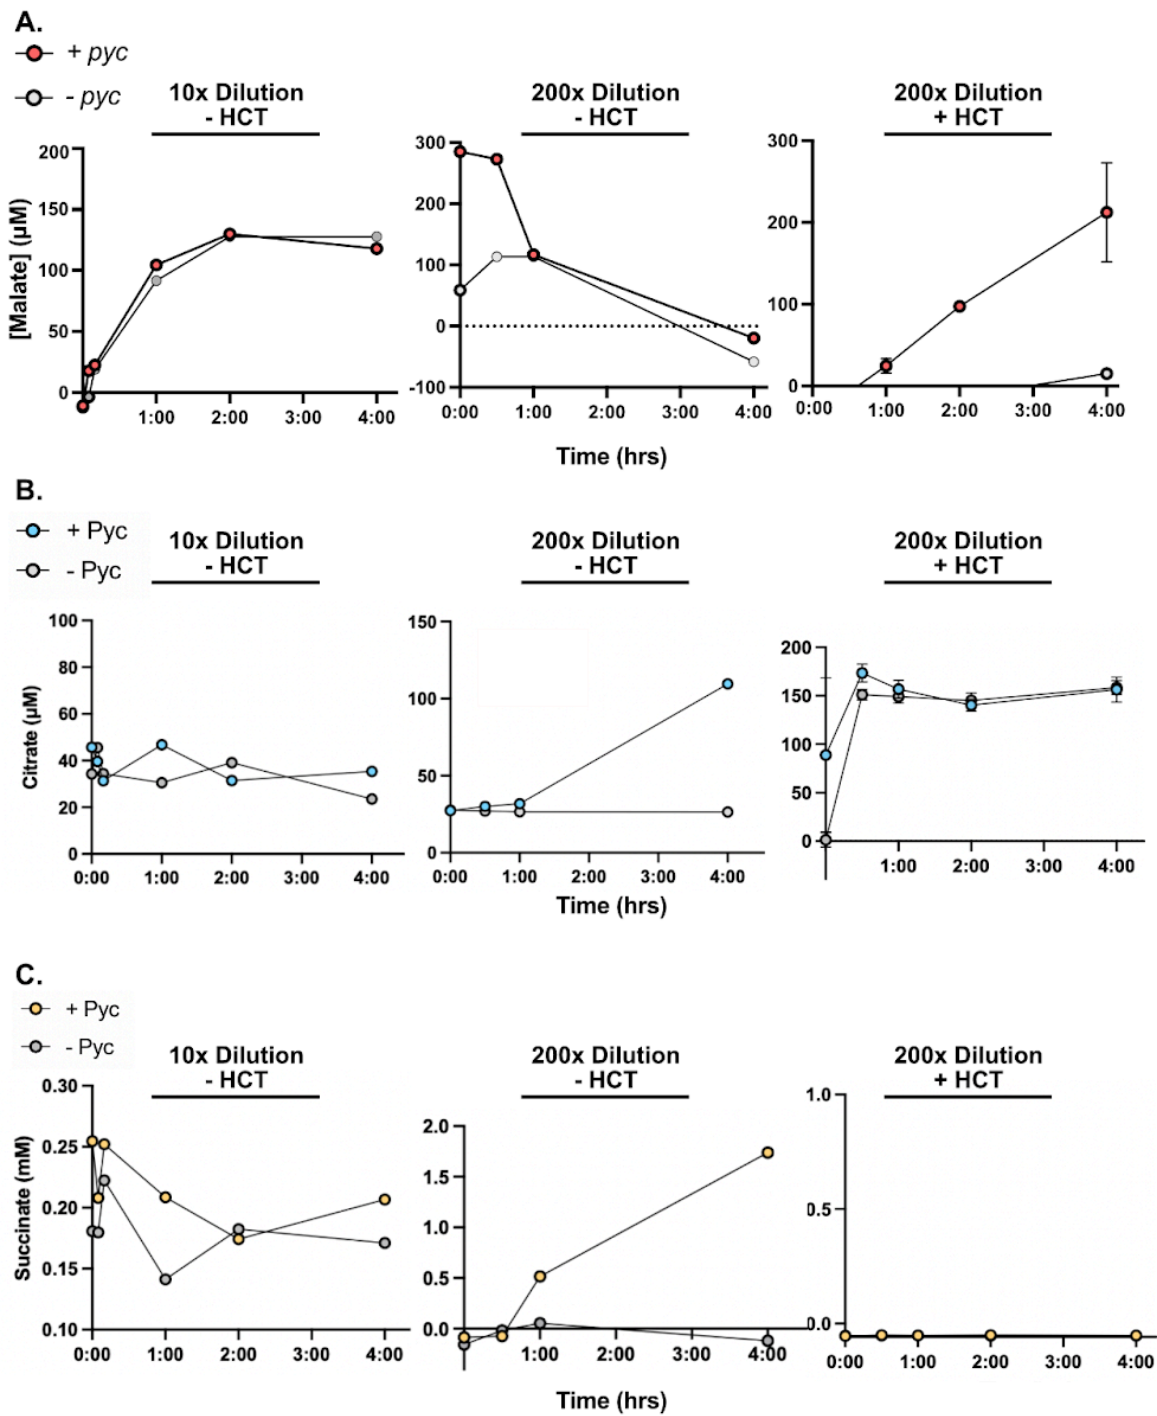 A.
+ pyc
- pyc
10x Dilution
- HCT
200x Dilution
- HCT
200x Dilution
+ HCT
[Malate] (µM)
200
150
100
50
0
1:00 2:00 3:00 4:00
300
200
100
0
-100
0:00 1:00 2:00 3:00 4:00
300
200
100
0
0:00 1:00 2:00 3:00 4:00
Time (hrs)
B.
+ Pyc
- Pyc
10x Dilution
- HCT
200x Dilution
- HCT
200x Dilution
+ HCT
Citrate (µM)
100
80
60
40
20
0
0:00 1:00 2:00 3:00 4:00
150
100
50
0
0:00 1:00 2:00 3:00 4:00
200
150
100
50
0
1:00 2:00 3:00 4:00
Time (hrs)
C.
+ Pyc
- Pyc
10x Dilution
- HCT
200x Dilution
- HCT
200x Dilution
+ HCT
Succinate (mM)
0.30
0.25
0.20
0.15
0.10
0:00 1:00 2:00 3:00 4:00
2.0
1.5
1.0
0.5
0.0
1:00 2:00 3:00 4:00
1.0
0.5
0.0
0:00 1:00 2:00 3:00 4:00
Time (hrs)